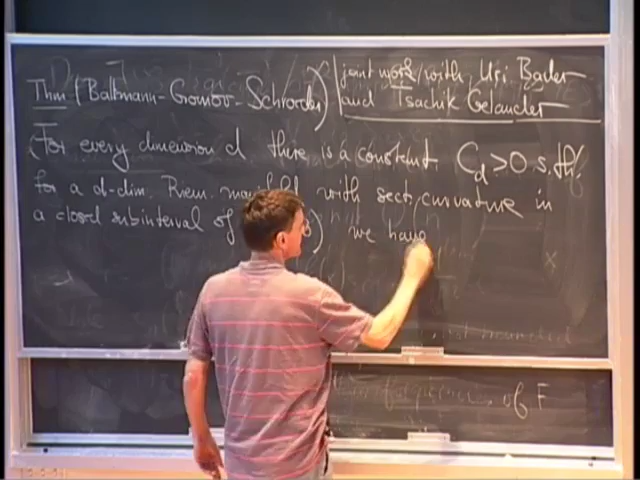 Thm (Ballmann-Gromov-Schroeder)
joint work with Uri Bader
and Tsachik Gelander
For every dimension d there is a constant C_d > 0 s. th.
for a d-dim. Riem. manifold with sect. curvature in
a closed subinterval of we have
of F